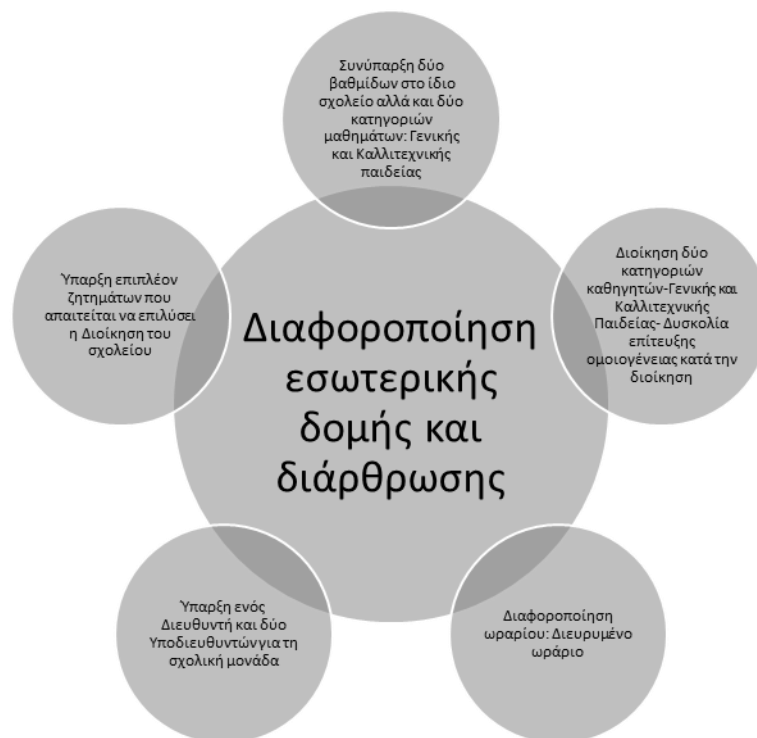 Συνύπαρξη δύο
βαθμίδων στο ίδιο
σχολείο αλλά και δύο
κατηγοριών
μαθημάτων: Γενικής
και Καλλιτεχνικής
παιδείας
Διοίκηση δύο
κατηγοριών
καθηγητών-Γενικής και
Καλλιτεχνικής
Παιδείας- Δυσκολία
επίτευξης
ομοιογένειας κατά την
διοίκηση
Διαφοροποίηση
ωραρίου: Διευρυμένο
ωράριο
Ύπαρξη ενός
Διευθυντή και δύο
Υποδιευθυντών για τη
σχολική μονάδα
Ύπαρξη επιπλέον
ζητημάτων που
απαιτείται να επιλύσει
η Διοίκηση του
σχολείου
Διαφοροποίηση
εσωτερικής
δομής και
διάρθρωσης